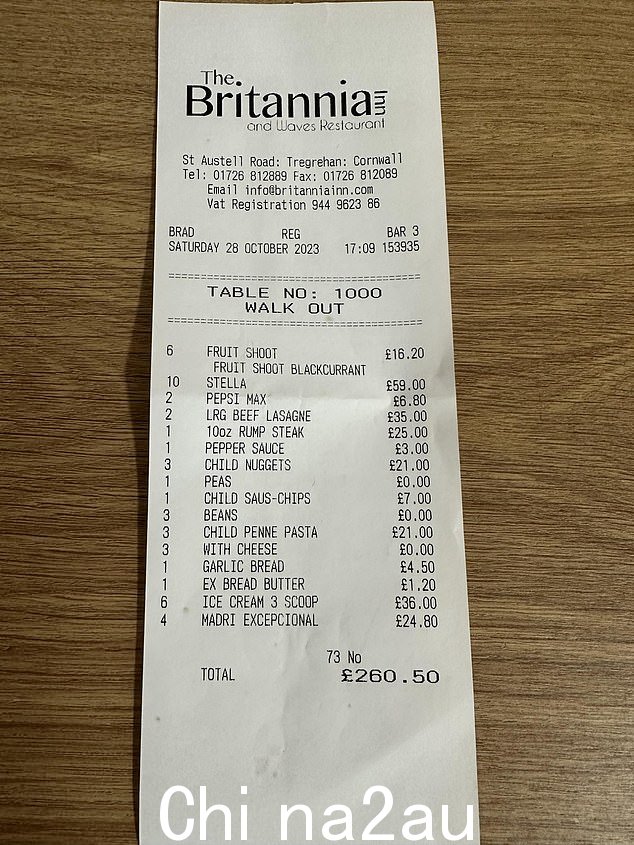 The
Britannia Inn
and Waves Restaurant
St Austell Road: Tregrehan: Cornwall
Tel: 01726 812889 Fax: 01726 812089
Email info@britanniainn.com
Vat Registration 944 9623 86
BRAD REG BAR 3
SATURDAY 28 OCTOBER 2023 17:09 153935
TABLE NO: 1000
WALK OUT
6 FRUIT SHOOT £16.20
FRUIT SHOOT BLACKCURRANT
10 STELLA £59.00
2 PEPSI MAX £6.80
2 LRG BEEF LASAGNE £35.00
1 10oz RUMP STEAK £25.00
1 PEPPER SAUCE £3.00
3 CHILD NUGGETS £21.00
1 PEAS £0.00
1 CHILD SAUS-CHIPS £7.00
3 BEANS £0.00
3 CHILD PENNE PASTA £21.00
3 WITH CHEESE £0.00
1 GARLIC BREAD £4.50
1 EX BREAD BUTTER £1.20
6 ICE CREAM 3 SCOOP £36.00
4 MADRI EXCEPCIONAL £24.80
73 No
TOTAL £260.50
Chi na2au